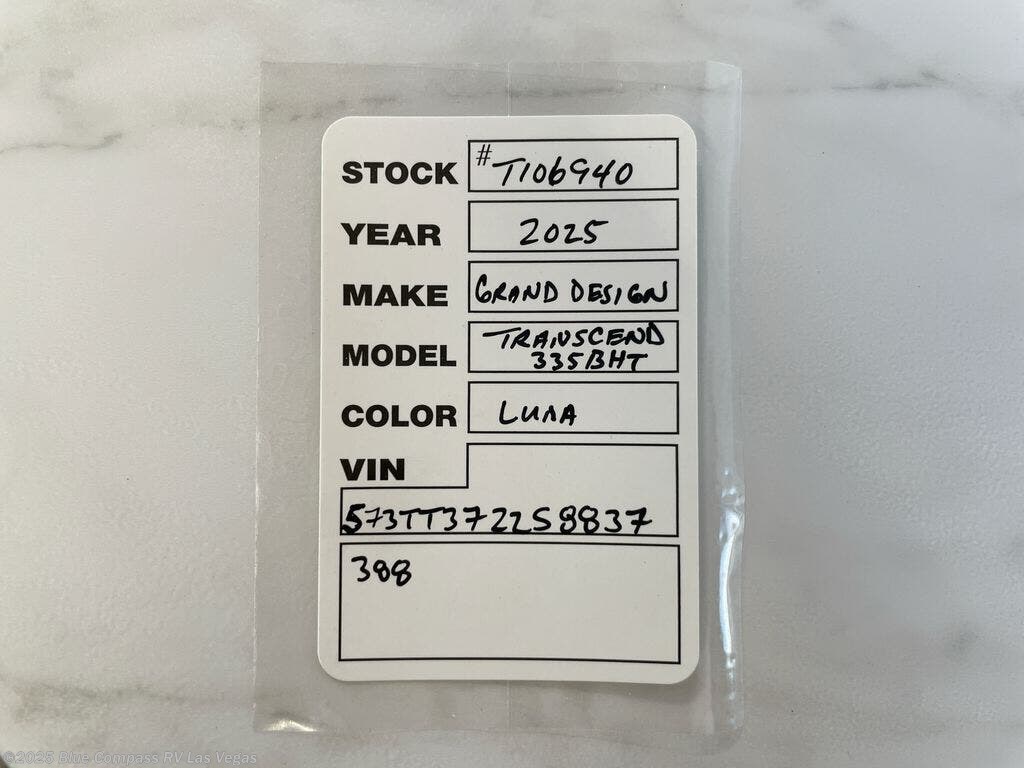 STOCK #T106940
YEAR 2025
MAKE GRAND DESIGN
MODEL TRANSCEND
335BHT
COLOR LUNA
VIN
573TT3722S8837
388
©2025 Blue Compass RV Las Vegas